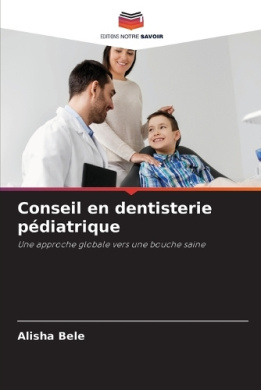 EDITIONS NOTRE SAVOIR
Conseil en dentisterie
pédiatrique
Une approche globale vers une bouche saine
Alisha Bele